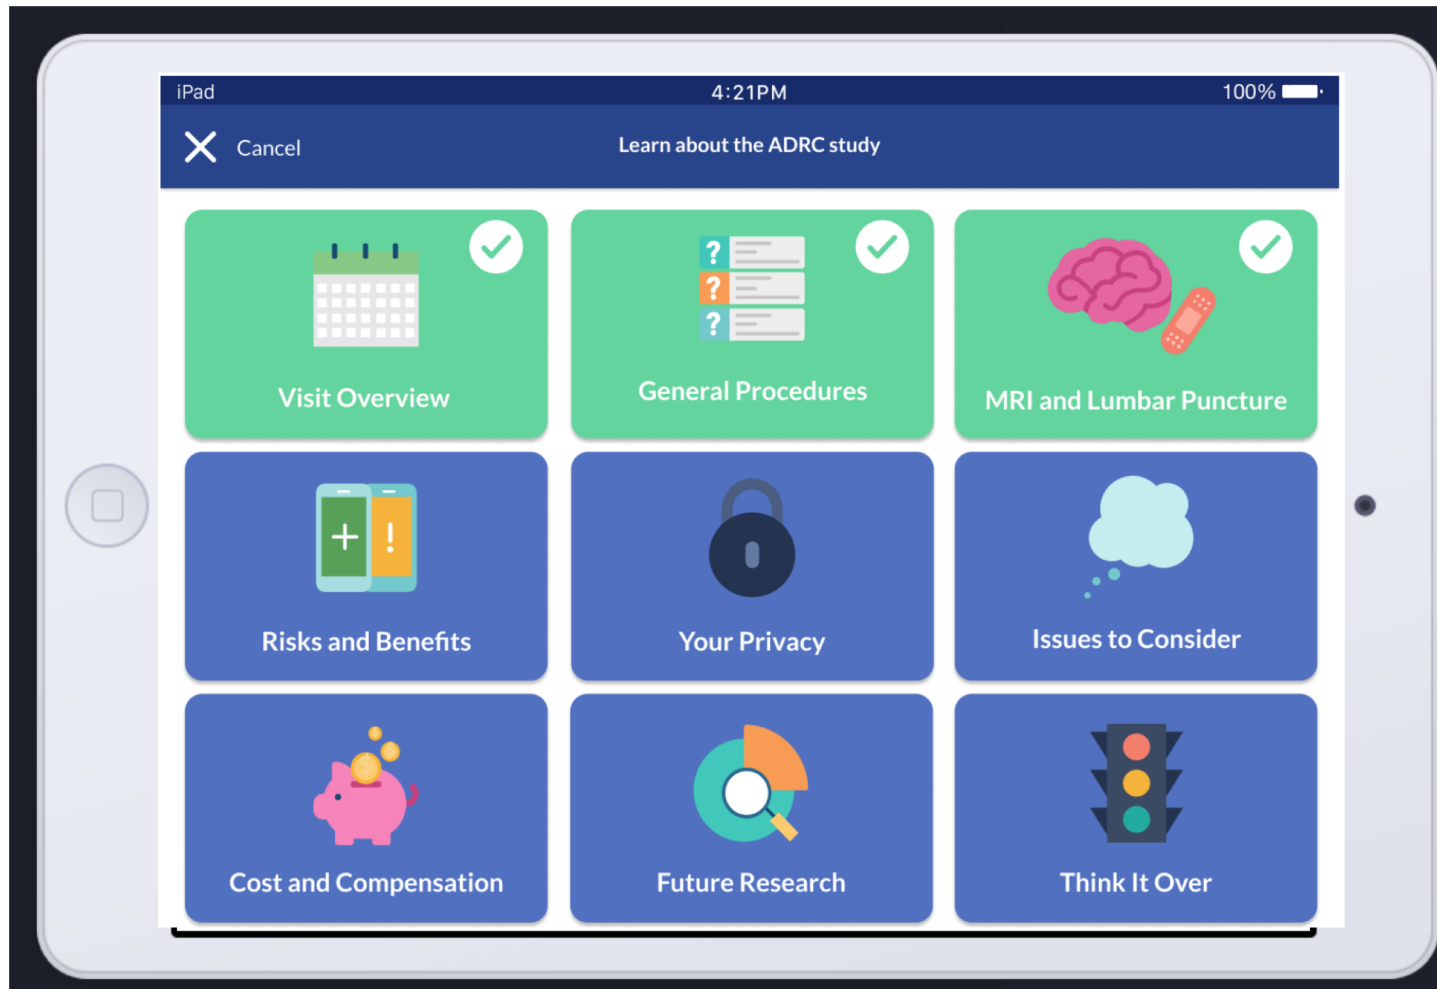 iPad 4:21PM 100%
Cancel Learn about the ADRC study
Visit Overview
? ? ?
General Procedures
MRI and Lumbar Puncture
+ !
Risks and Benefits
Your Privacy
Issues to Consider
$
Cost and Compensation
Future Research
Think It Over